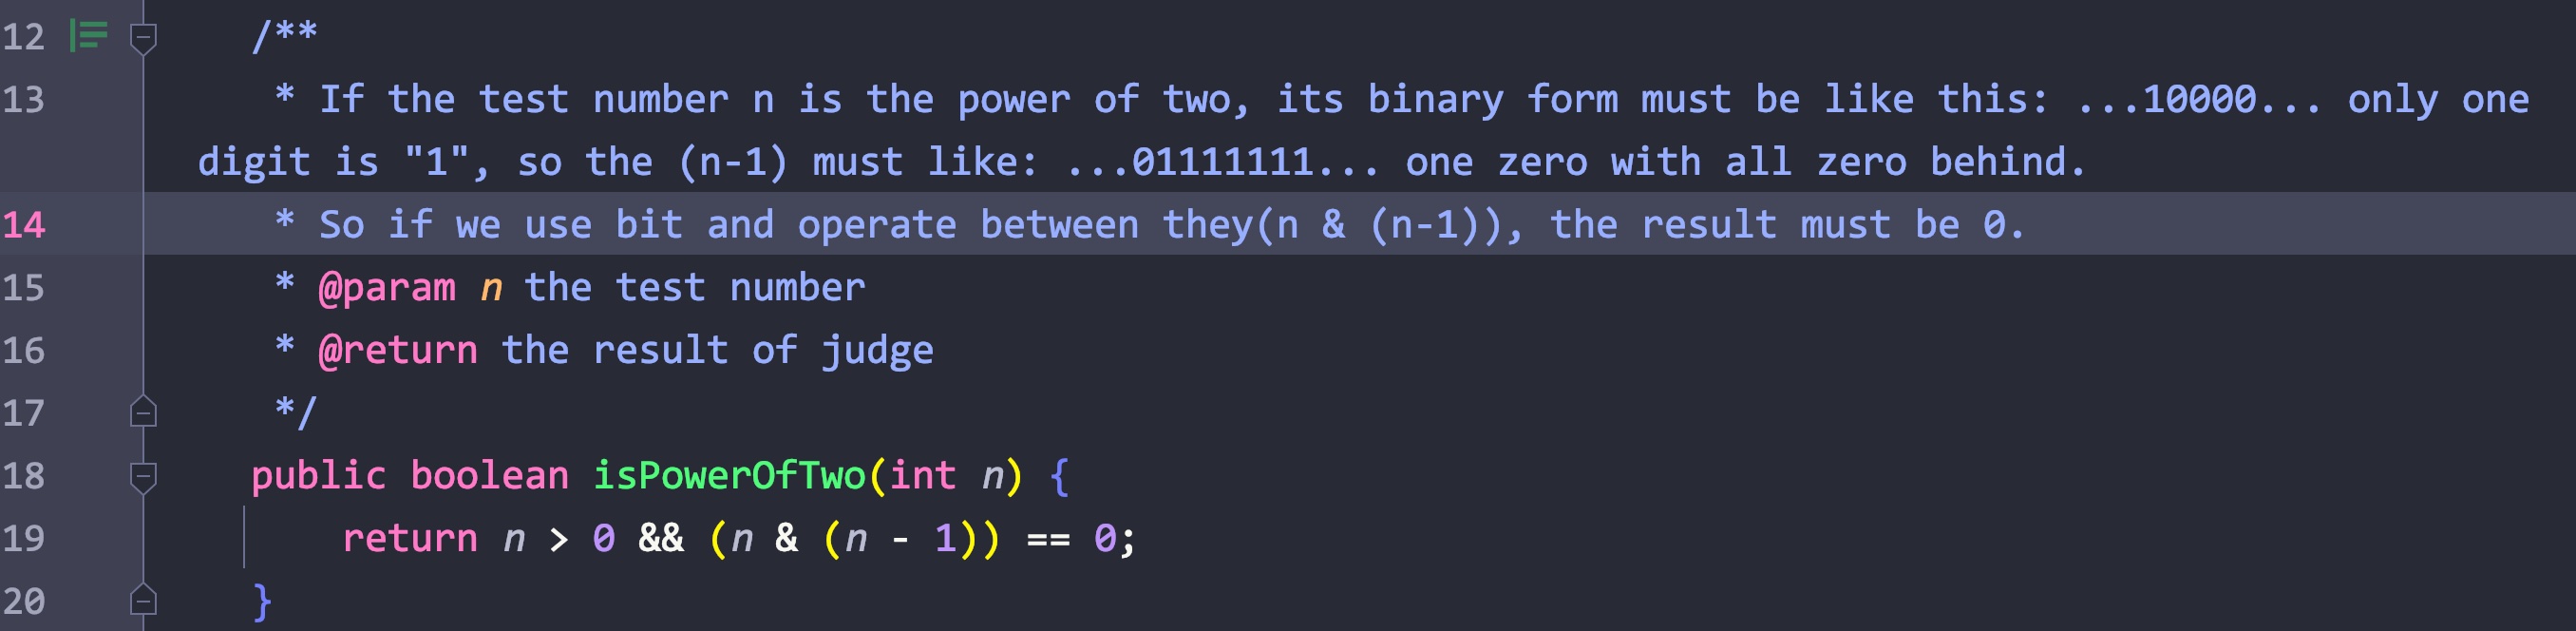 12 /**
13 * If the test number n is the power of two, its binary form must be like this: ...10000... only one
digit is "1", so the (n-1) must like: ...01111111... one zero with all zero behind.
14 * So if we use bit and operate between they(n & (n-1)), the result must be 0.
15 * @param n the test number
16 * @return the result of judge
17 */
18 public boolean isPowerOfTwo(int n) {
19 return n > 0 && (n & (n - 1)) == 0;
20 }